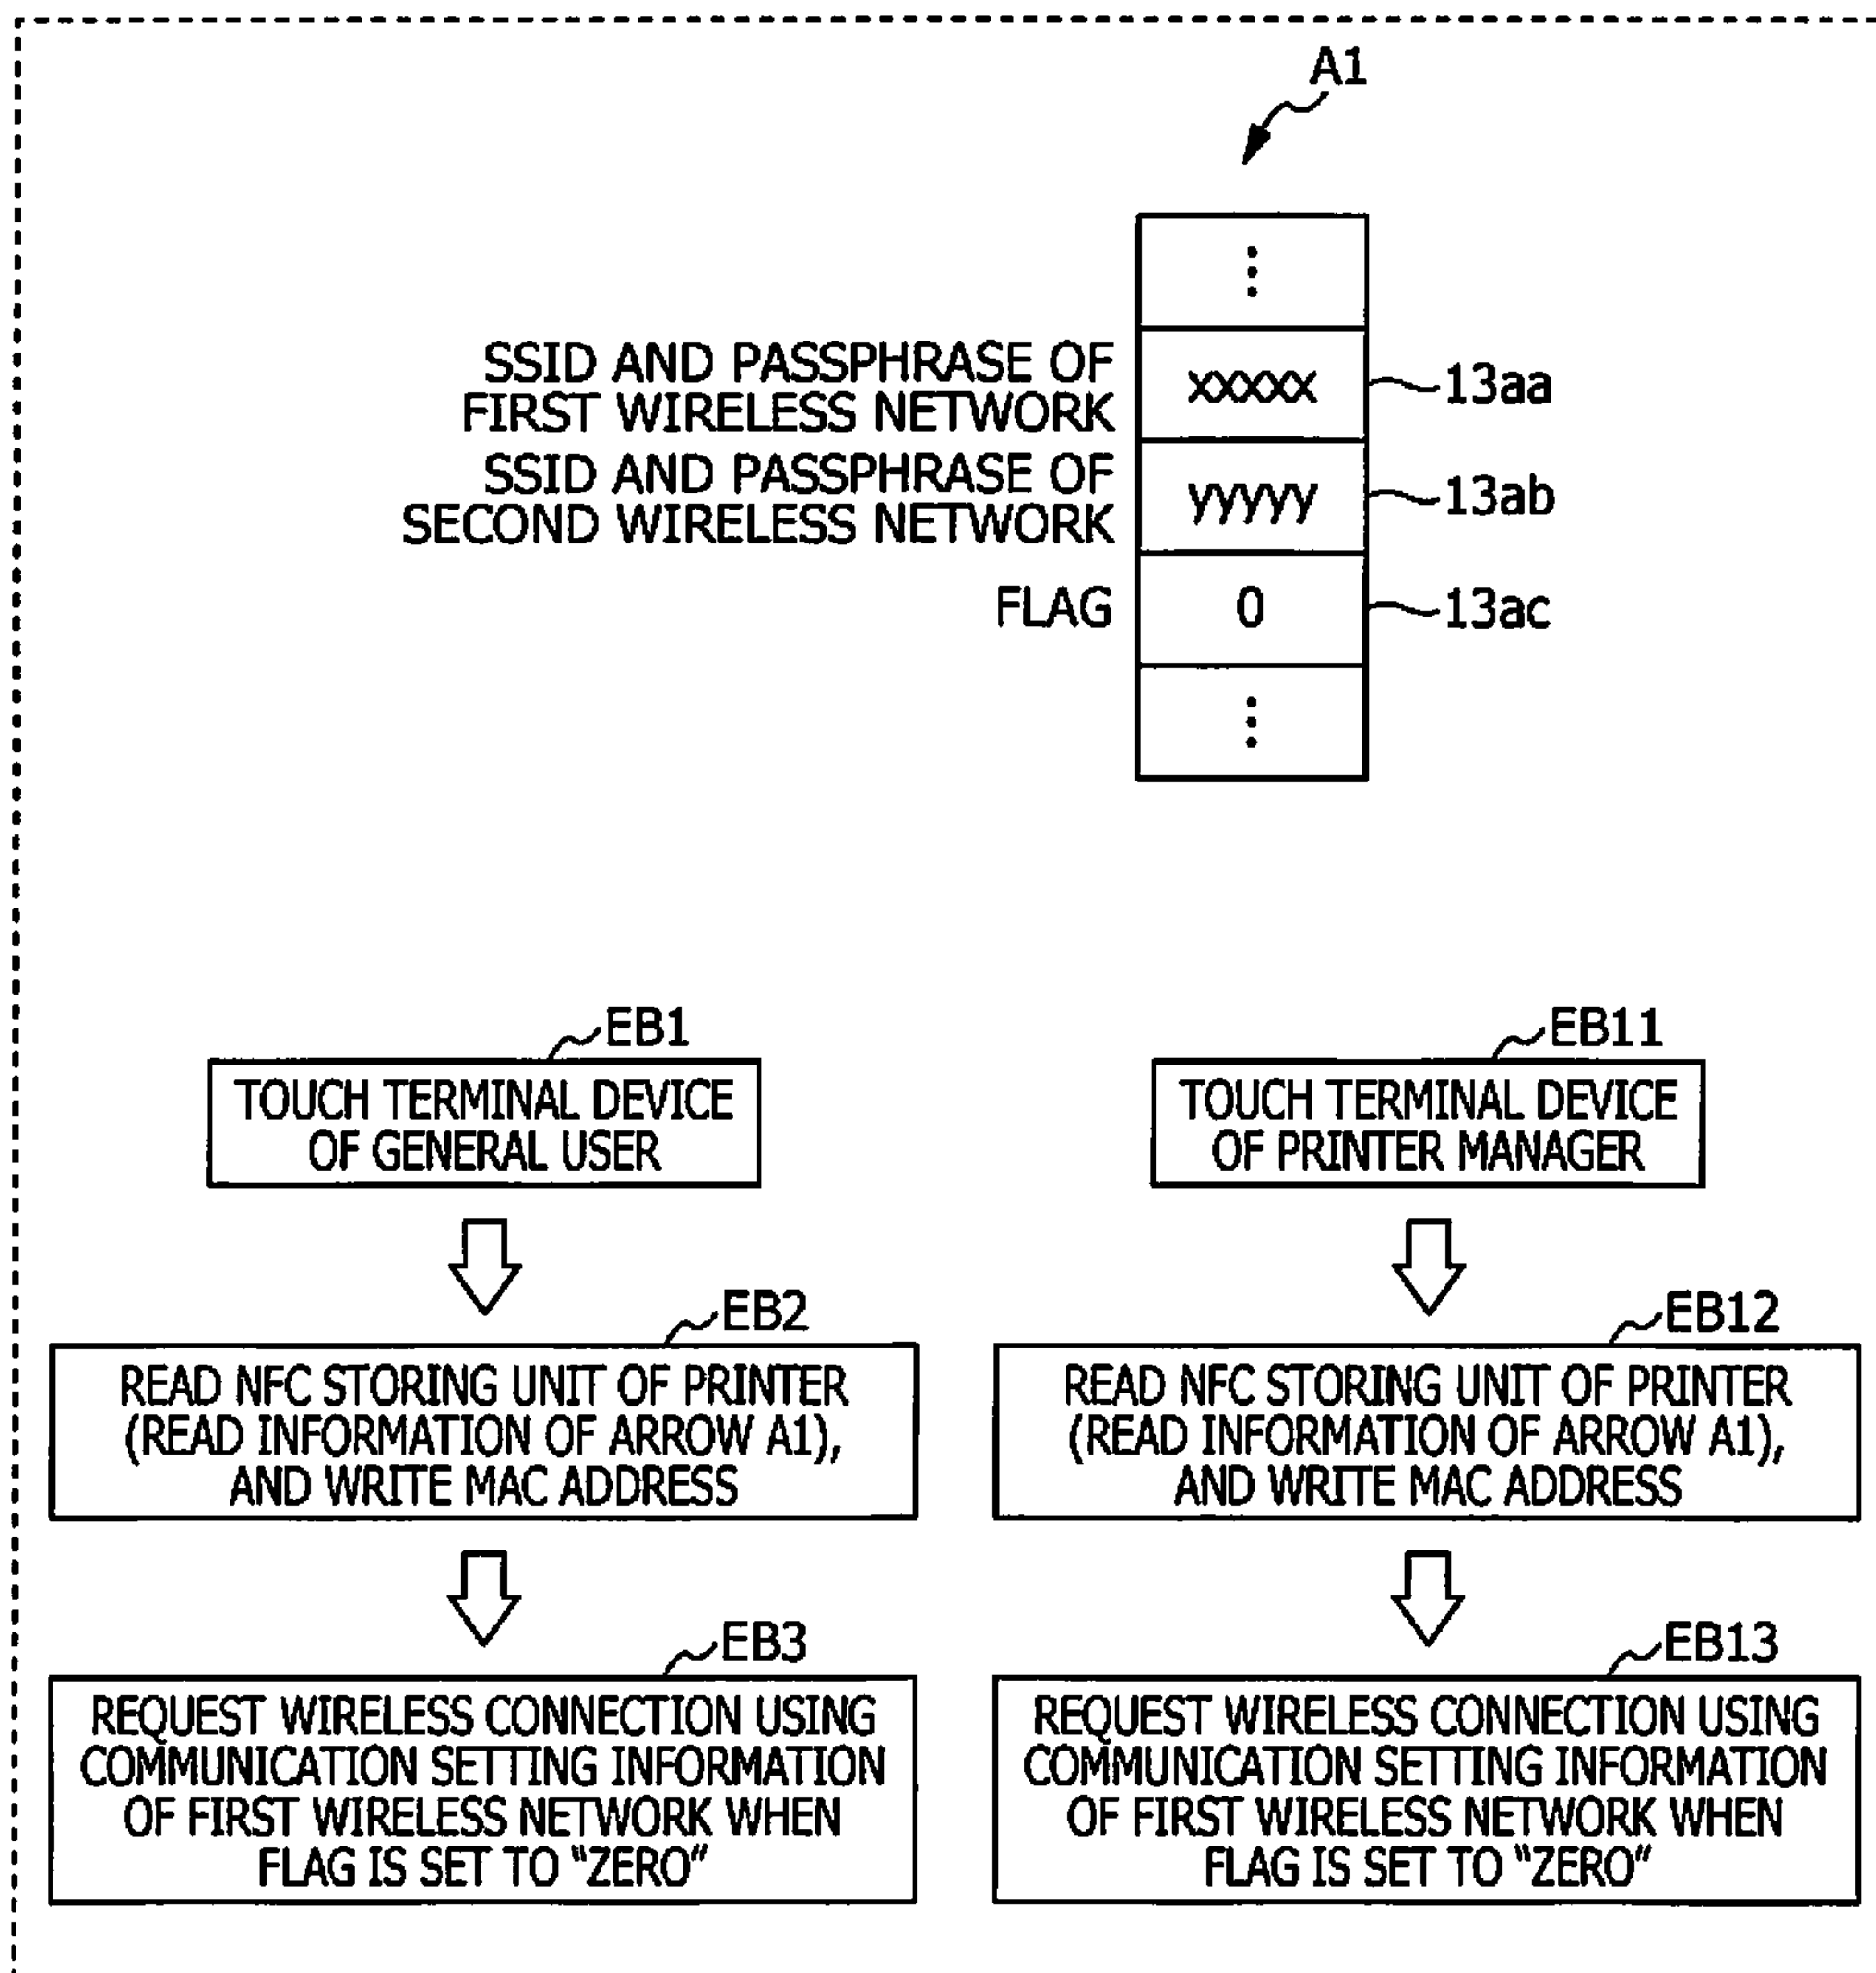 A1
⋮
SSID AND PASSPHRASE OF
FIRST WIRELESS NETWORK
xxxxx
13aa
SSID AND PASSPHRASE OF
SECOND WIRELESS NETWORK
yyyyy
13ab
FLAG
0
13ac
⋮
EB1
TOUCH TERMINAL DEVICE
OF GENERAL USER
EB2
READ NFC STORING UNIT OF PRINTER
(READ INFORMATION OF ARROW A1),
AND WRITE MAC ADDRESS
EB3
REQUEST WIRELESS CONNECTION USING
COMMUNICATION SETTING INFORMATION
OF FIRST WIRELESS NETWORK WHEN
FLAG IS SET TO "ZERO"
EB11
TOUCH TERMINAL DEVICE
OF PRINTER MANAGER
EB12
READ NFC STORING UNIT OF PRINTER
(READ INFORMATION OF ARROW A1),
AND WRITE MAC ADDRESS
EB13
REQUEST WIRELESS CONNECTION USING
COMMUNICATION SETTING INFORMATION
OF FIRST WIRELESS NETWORK WHEN
FLAG IS SET TO "ZERO"